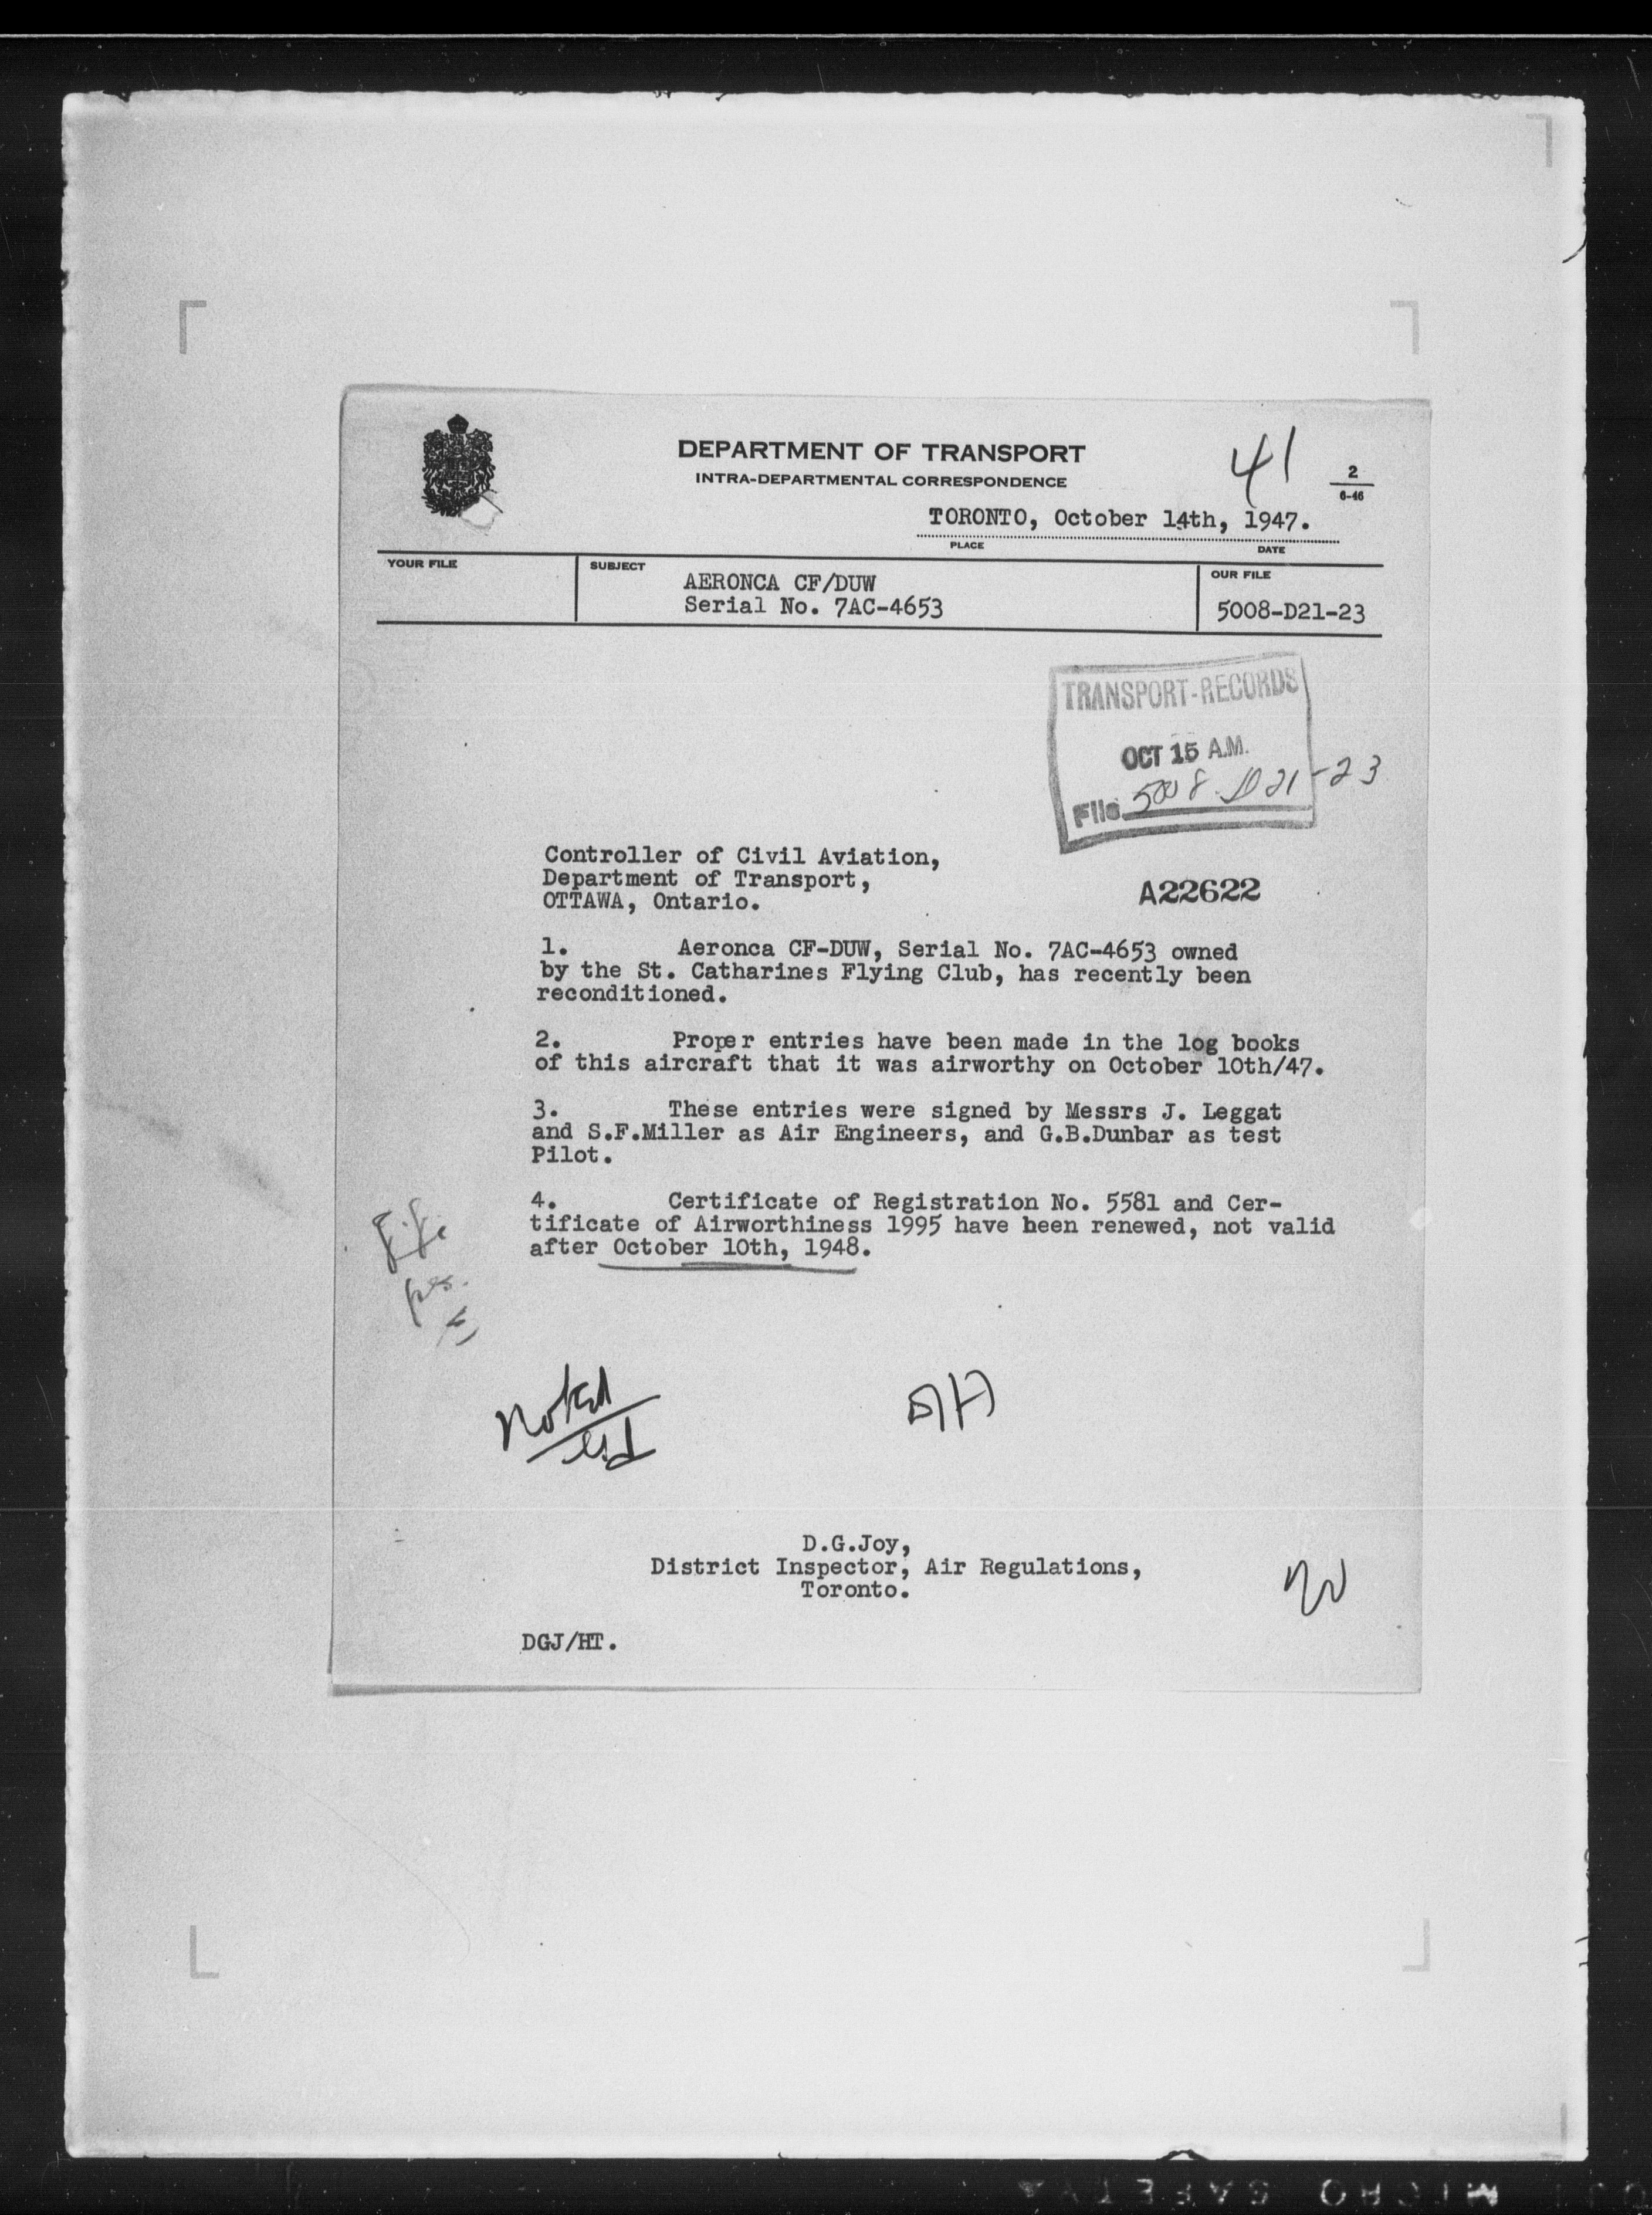 DEPARTMENT OF TRANSPORT
INTRA-DEPARTMENTAL CORRESPONDENCE
41
2
6-46
TORONTO, October 14th, 1947.
PLACE
DATE
YOUR FILE
SUBJECT
AERONCA CF/DUW
Serial No. 7AC-4653
OUR FILE
5008-D21-23
TRANSPORT-RECORDS
OCT 15 A.M.
File 5008-D21-23
Controller of Civil Aviation,
Department of Transport,
OTTAWA, Ontario.
A22622
1. Aeronca CF-DUW, Serial No. 7AC-4653 owned
by the St. Catharines Flying Club, has recently been
reconditioned.
2. Proper entries have been made in the log books
of this aircraft that it was airworthy on October 10th/47.
3. These entries were signed by Messrs J. Leggat
and S.F.Miller as Air Engineers, and G.B.Dunbar as test
Pilot.
4. Certificate of Registration No. 5581 and Cer-
tificate of Airworthiness 1995 have been renewed, not valid
after October 10th, 1948.
Noted
D.G.Joy,
District Inspector, Air Regulations,
Toronto.
DGJ/HT.